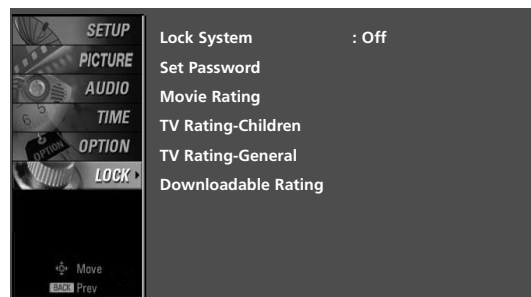 SETUP
PICTURE
AUDIO
TIME
OPTION
LOCK
Move
BACK Prev
Lock System : Off
Set Password
Movie Rating
TV Rating-Children
TV Rating-General
Downloadable Rating